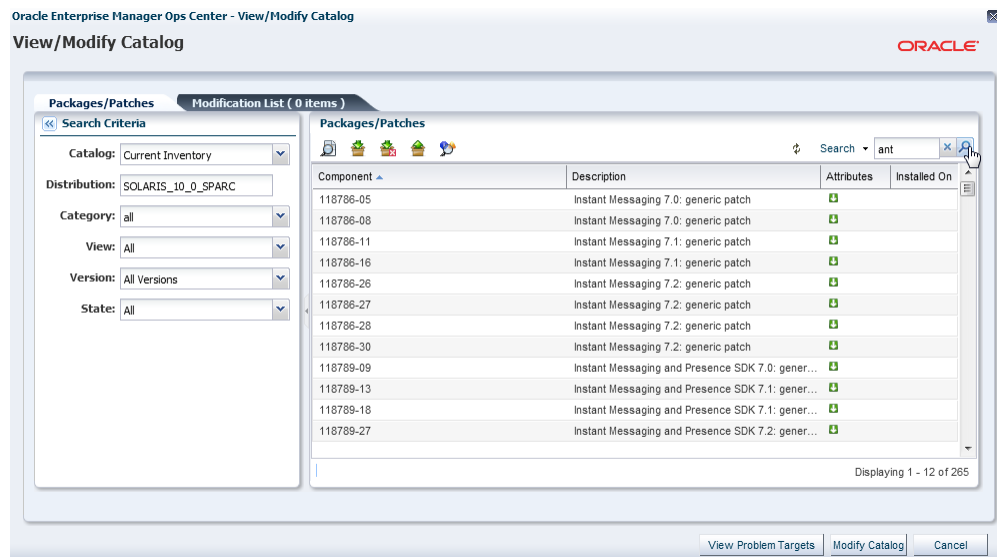 Oracle Enterprise Manager Ops Center - View/Modify Catalog
View/Modify Catalog
ORACLE
Packages/Patches
Modification List ( 0 items )
Search Criteria
Catalog: Current Inventory
Distribution: SOLARIS_10_0_SPARC
Category: all
View: All
Version: All Versions
State: All
Packages/Patches
Search ant
Component Description Attributes Installed On
118786-05 Instant Messaging 7.0: generic patch
118786-08 Instant Messaging 7.0: generic patch
118786-11 Instant Messaging 7.1: generic patch
118786-16 Instant Messaging 7.1: generic patch
118786-26 Instant Messaging 7.2: generic patch
118786-27 Instant Messaging 7.2: generic patch
118786-28 Instant Messaging 7.2: generic patch
118786-30 Instant Messaging 7.2: generic patch
118789-09 Instant Messaging and Presence SDK 7.0: gener...
118789-13 Instant Messaging and Presence SDK 7.1: gener...
118789-18 Instant Messaging and Presence SDK 7.1: gener...
118789-27 Instant Messaging and Presence SDK 7.2: gener...
Displaying 1 - 12 of 265
View Problem Targets Modify Catalog Cancel